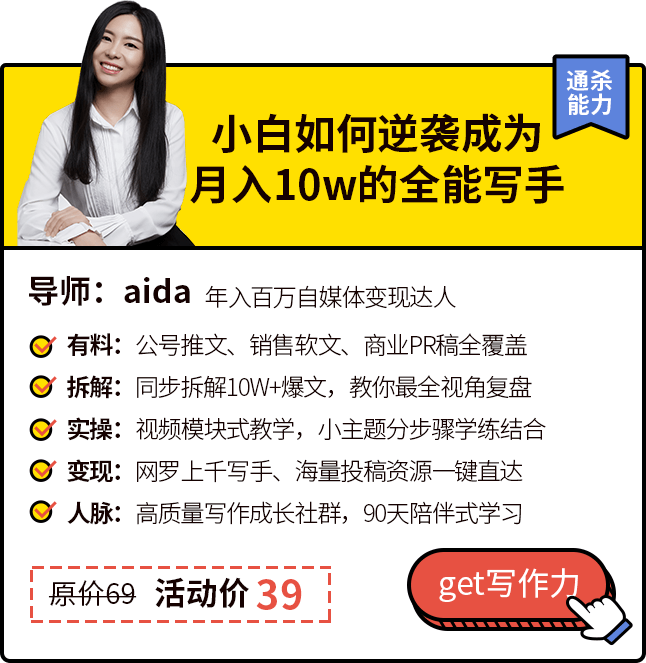 通杀
能力
小白如何逆袭成为
月入10w的全能写手
导师：aida 年入百万自媒体变现达人
有料：公号推文、销售软文、商业PR稿全覆盖
拆解：同步拆解10W+爆文，教你最全视角复盘
实操：视频模块式教学，小主题分步骤学练结合
变现：网罗上千写手、海量投稿资源一键直达
人脉：高质量写作成长社群，90天陪伴式学习
原价69 活动价39
get写作力